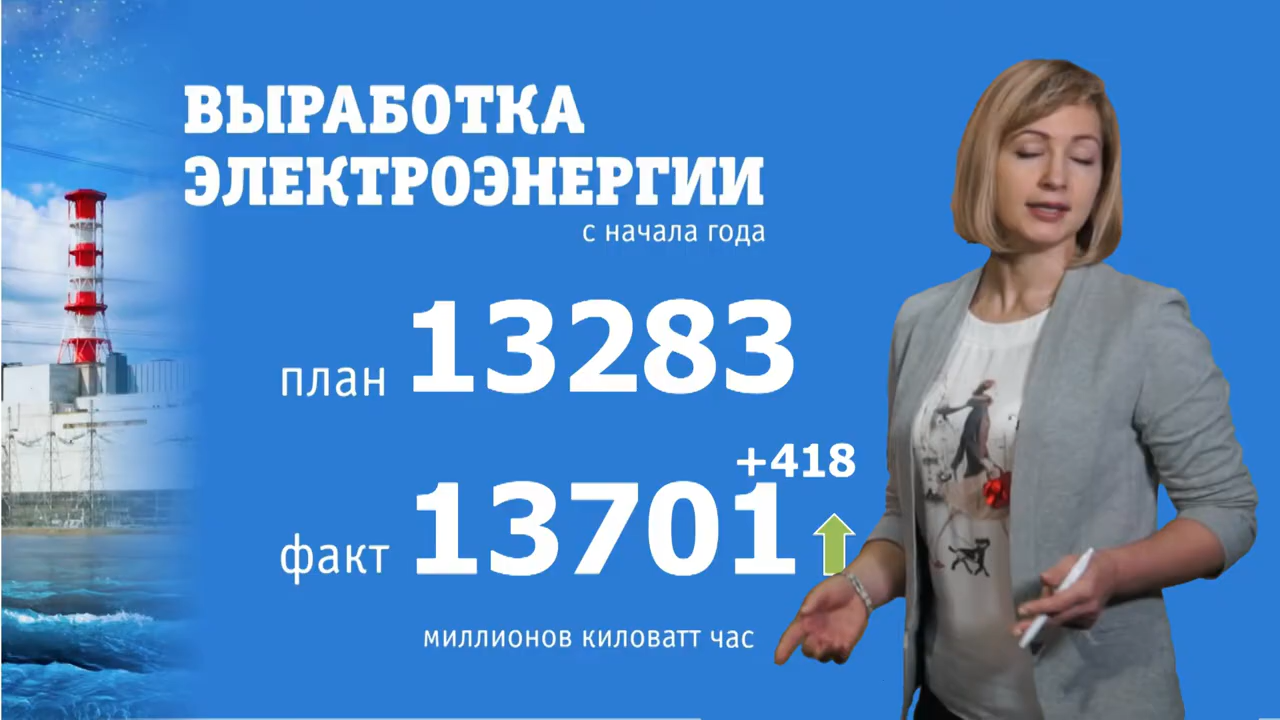 ВЫРАБОТКА
ЭЛЕКТРОЭНЕРГИИ
с начала года
план 13283
+418
факт 13701
миллионов киловатт час